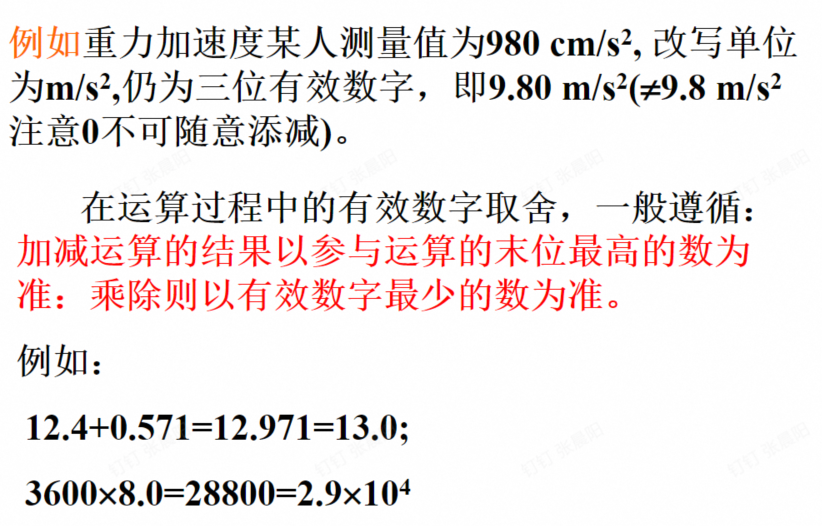 例如重力加速度某人测量值为980 cm/s², 改写单位
为m/s²,仍为三位有效数字，即9.80 m/s²(≠9.8 m/s²
注意0不可随意添减)。
在运算过程中的有效数字取舍，一般遵循：
加减运算的结果以参与运算的末位最高的数为
准：乘除则以有效数字最少的数为准。
例如：
12.4+0.571=12.971=13.0;
3600×8.0=28800=2.9×10⁴